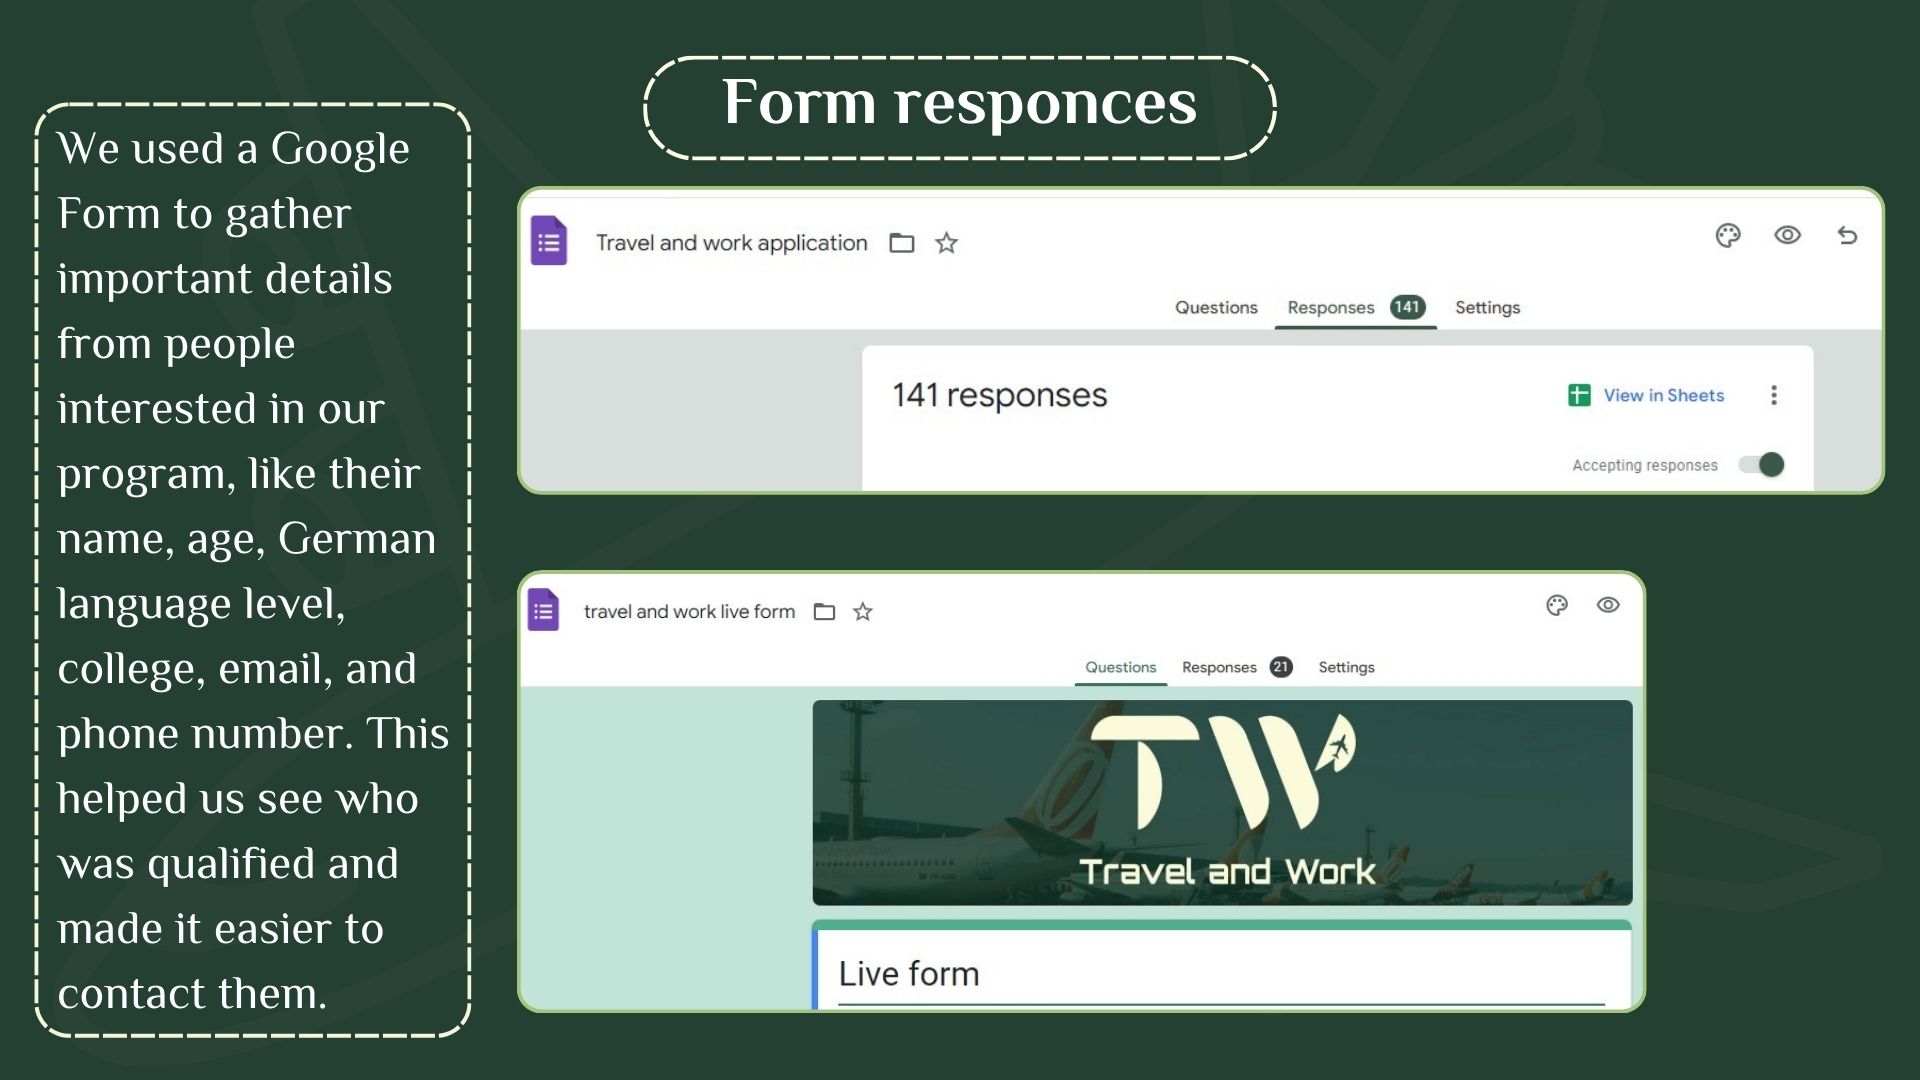 Form responces
We used a Google
Form to gather
important details
from people
interested in our
program, like their
name, age, German
language level,
college, email, and
phone number. This
helped us see who
was qualified and
made it easier to
contact them.
Travel and work application
Questions Responses 141 Settings
141 responses
View in Sheets
Accepting responses
travel and work live form
Questions Responses 21 Settings
TW
Travel and Work
Live form